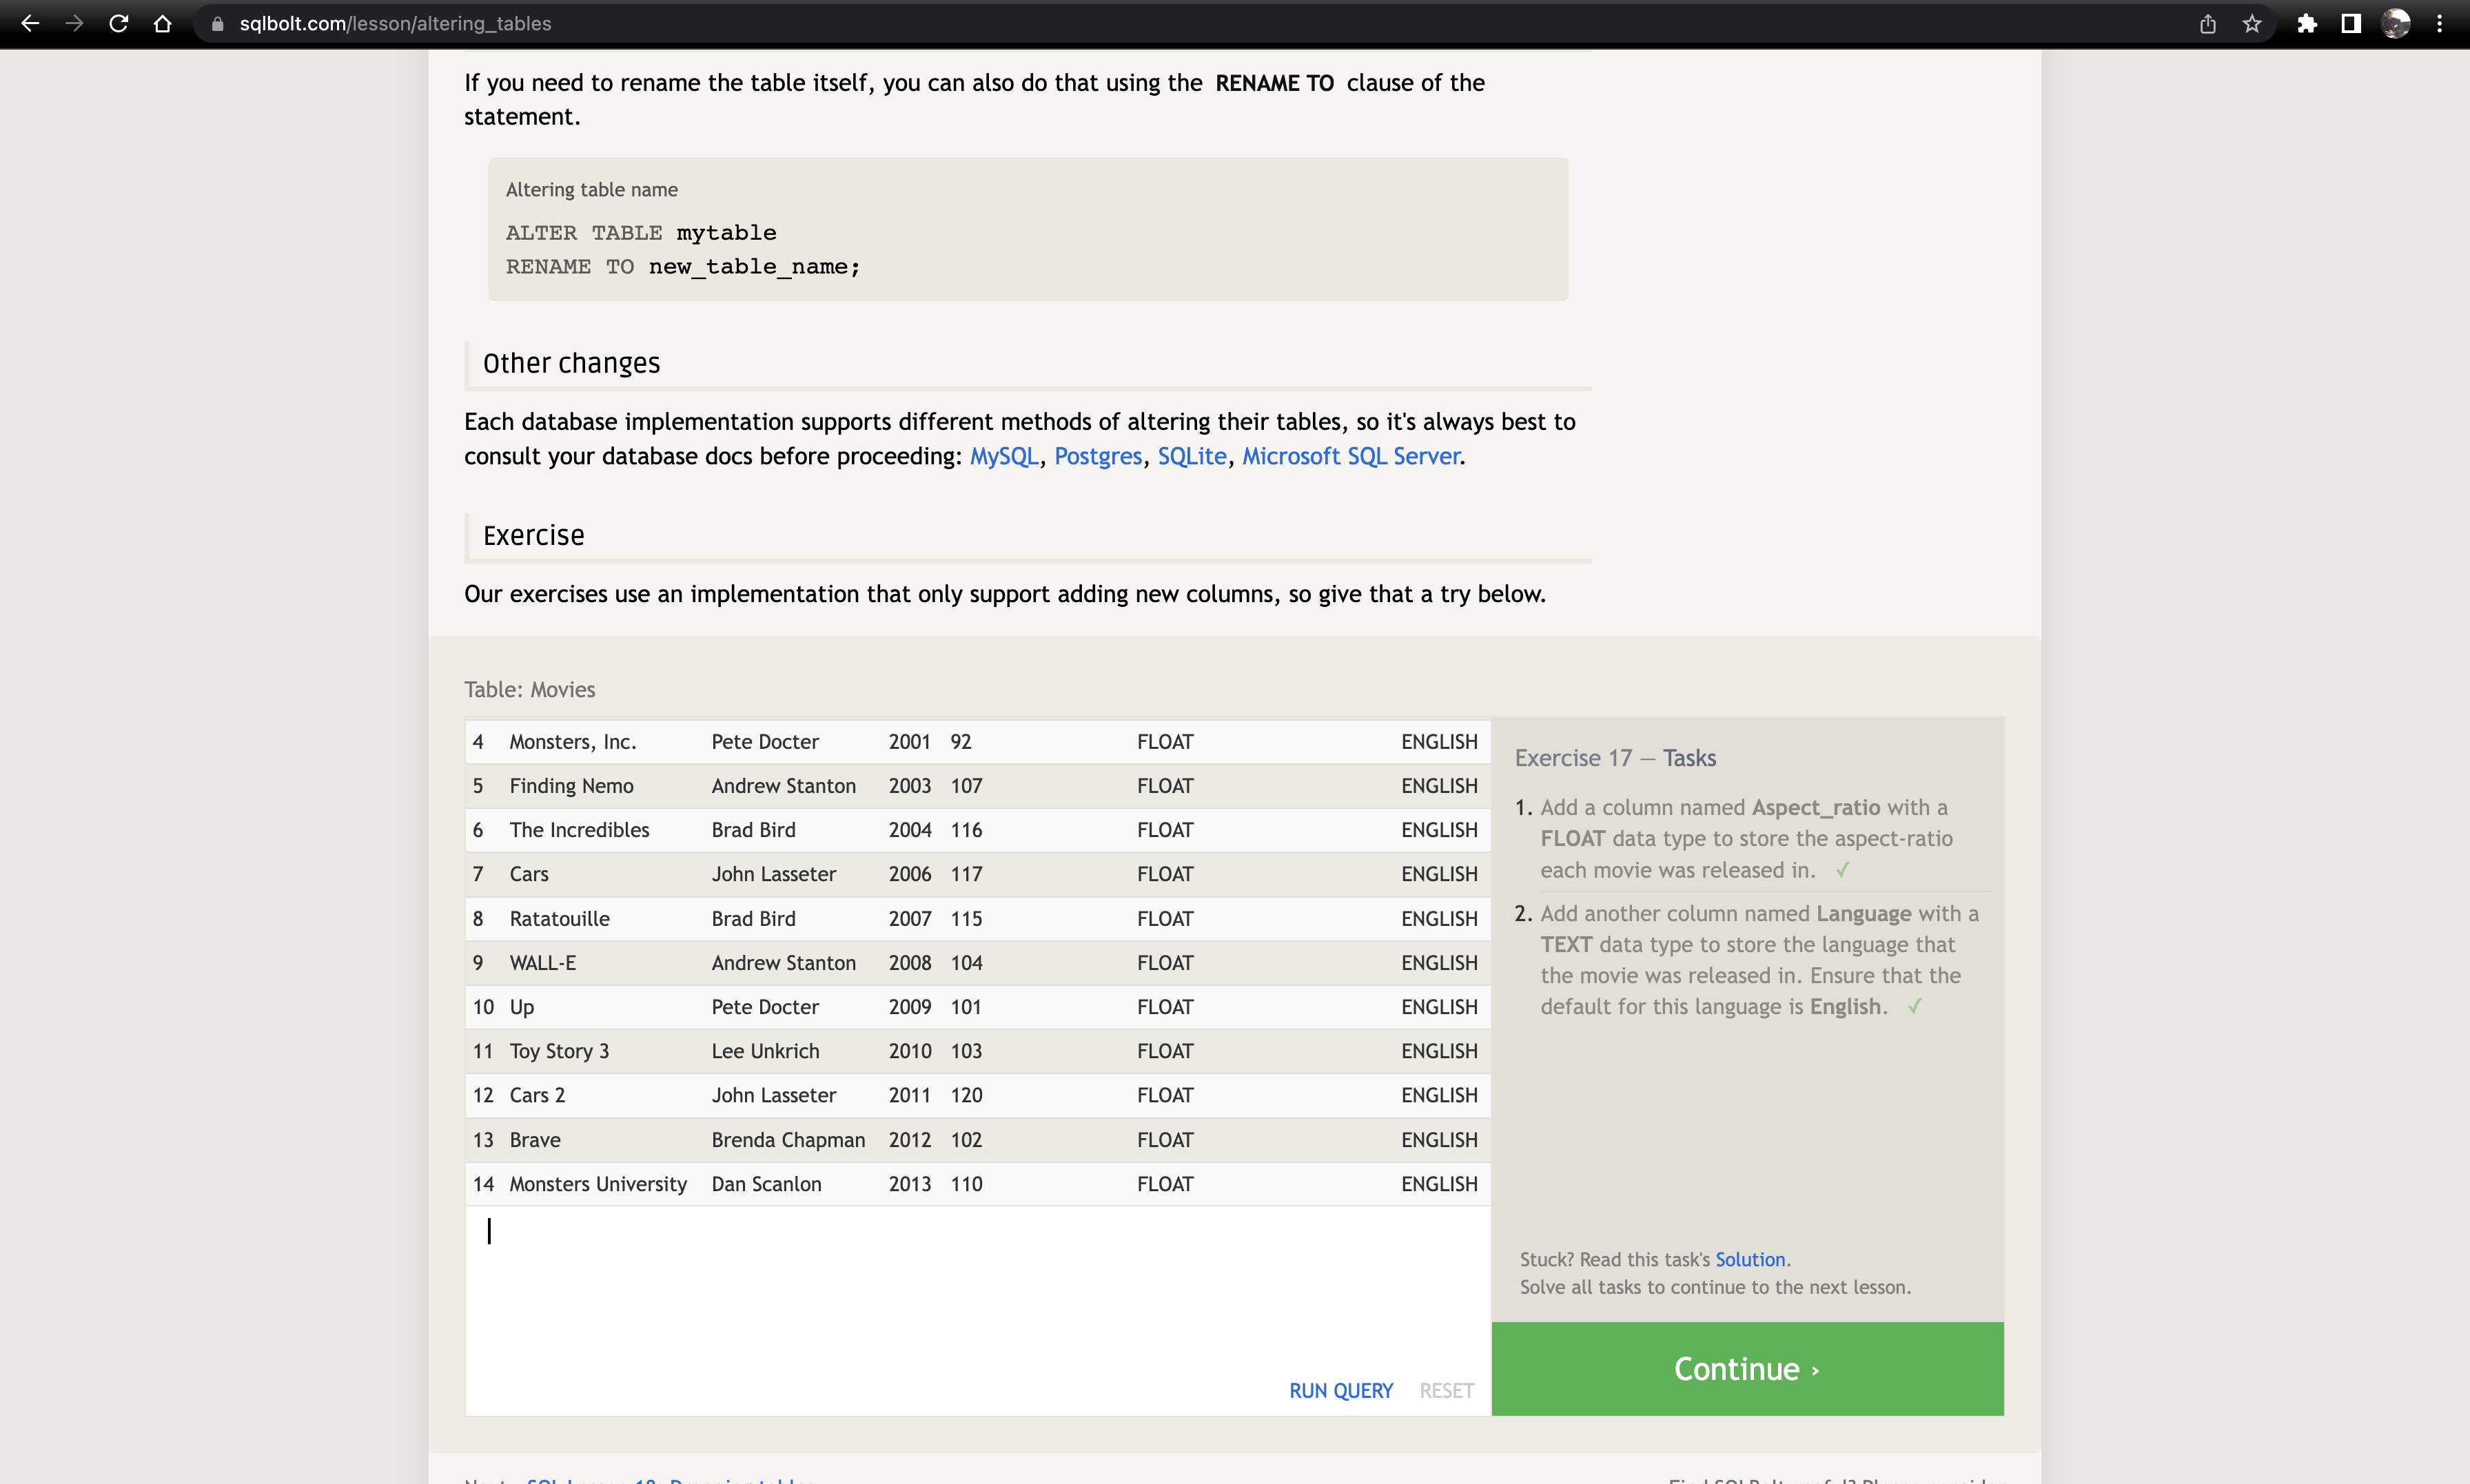 sqlbolt.com/lesson/altering_tables
If you need to rename the table itself, you can also do that using the RENAME TO clause of the
statement.
Altering table name
ALTER TABLE mytable
RENAME TO new_table_name;
Other changes
Each database implementation supports different methods of altering their tables, so it's always best to
consult your database docs before proceeding: MySQL, Postgres, SQLite, Microsoft SQL Server.
Exercise
Our exercises use an implementation that only support adding new columns, so give that a try below.
Table: Movies
4 Monsters, Inc. Pete Docter 2001 92 FLOAT ENGLISH
5 Finding Nemo Andrew Stanton 2003 107 FLOAT ENGLISH
6 The Incredibles Brad Bird 2004 116 FLOAT ENGLISH
7 Cars John Lasseter 2006 117 FLOAT ENGLISH
8 Ratatouille Brad Bird 2007 115 FLOAT ENGLISH
9 WALL-E Andrew Stanton 2008 104 FLOAT ENGLISH
10 Up Pete Docter 2009 101 FLOAT ENGLISH
11 Toy Story 3 Lee Unkrich 2010 103 FLOAT ENGLISH
12 Cars 2 John Lasseter 2011 120 FLOAT ENGLISH
13 Brave Brenda Chapman 2012 102 FLOAT ENGLISH
14 Monsters University Dan Scanlon 2013 110 FLOAT ENGLISH
RUN QUERY RESET
Exercise 17 — Tasks
1. Add a column named Aspect_ratio with a
FLOAT data type to store the aspect-ratio
each movie was released in. ✓
2. Add another column named Language with a
TEXT data type to store the language that
the movie was released in. Ensure that the
default for this language is English. ✓
Stuck? Read this task's Solution.
Solve all tasks to continue to the next lesson.
Continue ›